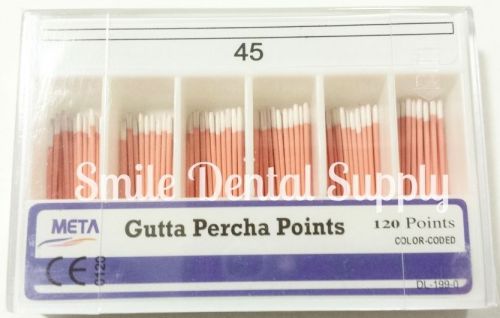 45
Smile Dental Supply
META
Gutta Percha Points
120 Points
COLOR-CODED
CE 0120
DL-199-0